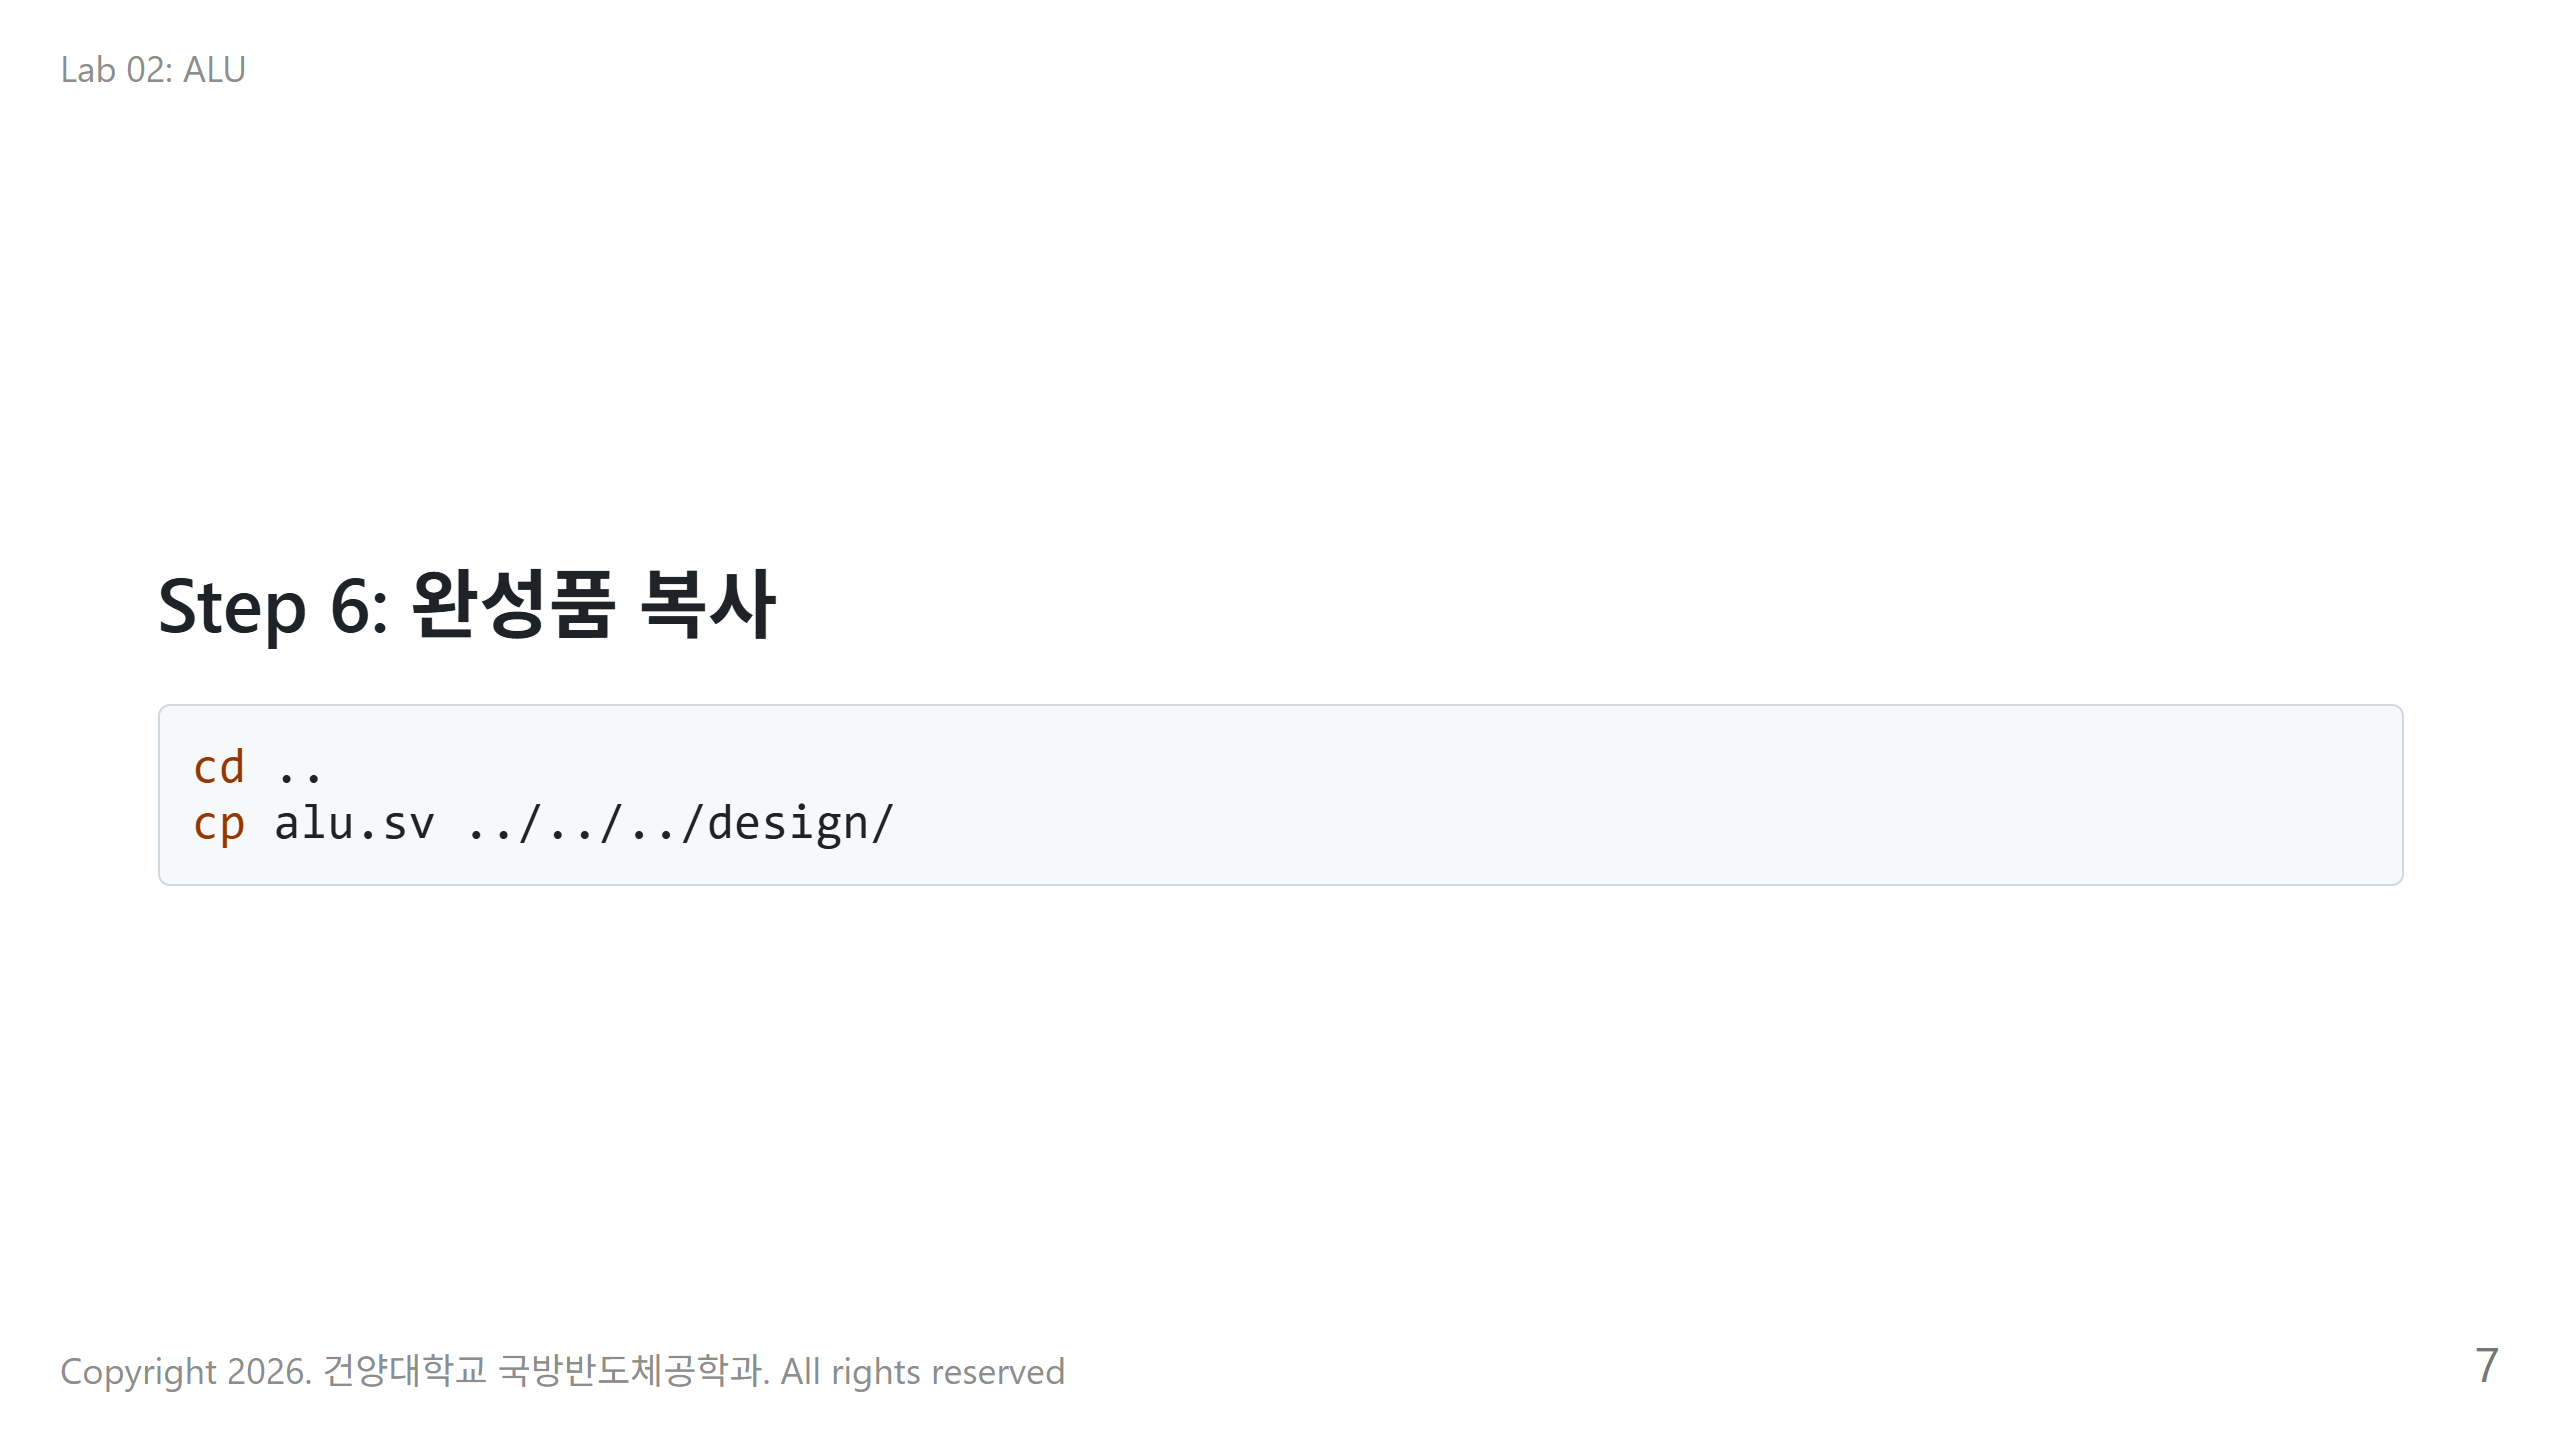 Lab 02: ALU
Step 6: 완성품 복사
cd ..
cp alu.sv ../../../design/
Copyright 2026. 건양대학교 국방반도체공학과. All rights reserved
7